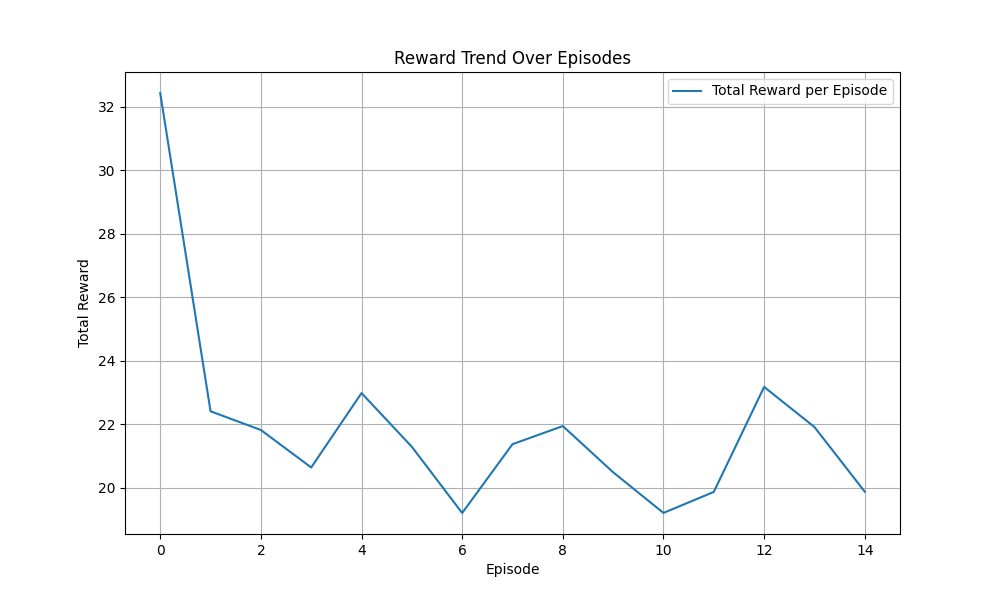 Reward Trend Over Episodes
Total Reward per Episode
Total Reward
32
30
28
26
24
22
20
0 2 4 6 8 10 12 14
Episode